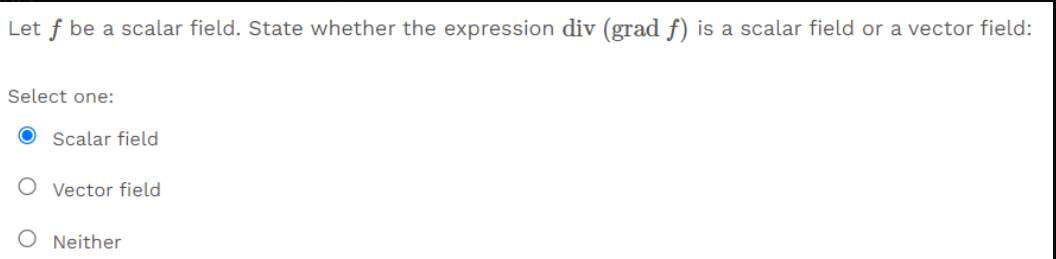 Let f be a scalar field. State whether the expression div (grad f) is a scalar field or a vector field:
Select one:
Scalar field
Vector field
Neither